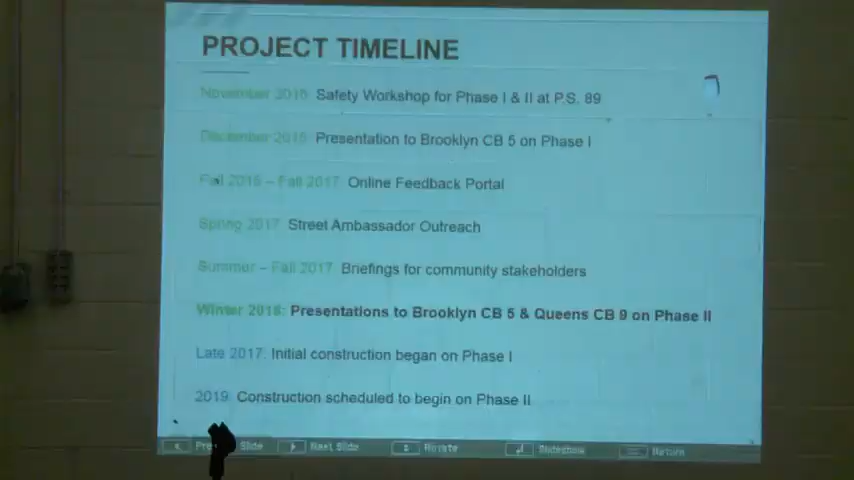 PROJECT TIMELINE
November 2016: Safety Workshop for Phase I & II at P.S. 89
December 2016: Presentation to Brooklyn CB 5 on Phase I
Fall 2016 – Fall 2017: Online Feedback Portal
Spring 2017: Street Ambassador Outreach
Summer – Fall 2017: Briefings for community stakeholders
Winter 2018: Presentations to Brooklyn CB 5 & Queens CB 9 on Phase II
Late 2017: Initial construction began on Phase I
2019: Construction scheduled to begin on Phase II
Slide Next Slide Rotate Slideshow Return